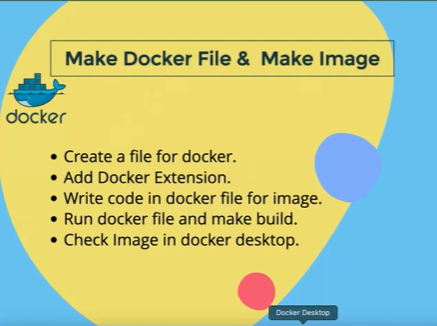 Make Docker File & Make Image
docker
• Create a file for docker.
• Add Docker Extension.
• Write code in docker file for image.
• Run docker file and make build.
• Check Image in docker desktop.
Docker Desktop